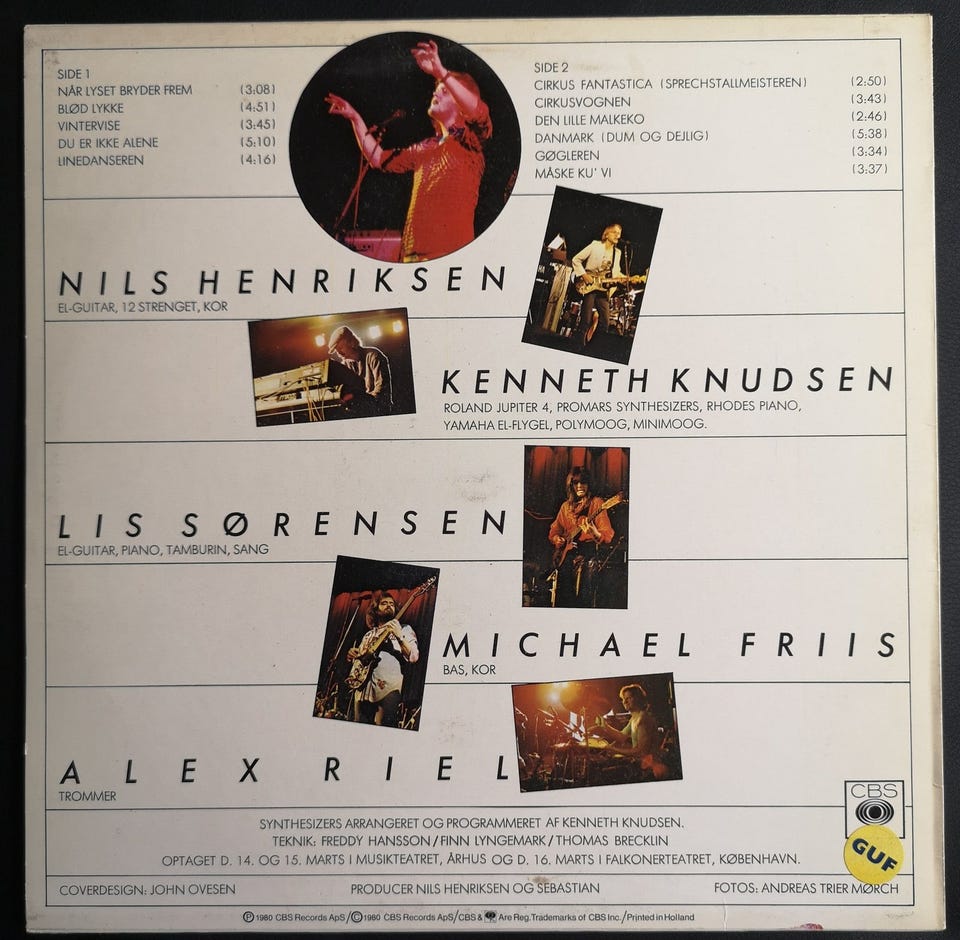 SIDE 1
NÅR LYSET BRYDER FREM (3:08)
BLØD LYKKE (4:51)
VINTERVISE (3:45)
DU ER IKKE ALENE (5:10)
LINEDANSEREN (4:16)
SIDE 2
CIRKUS FANTASTICA (SPRECHSTALLMEISTEREN) (2:50)
CIRKUSVOGNEN (3:43)
DEN LILLE MALKEKO (2:46)
DANMARK (DUM OG DEJLIG) (5:38)
GØGLEREN (3:34)
MÅSKE KU' VI (3:37)
NILS HENRIKSEN
EL-GUITAR, 12 STRENGET, KOR
KENNETH KNUDSEN
ROLAND JUPITER 4, PROMARS SYNTHESIZERS, RHODES PIANO,
YAMAHA EL-FLYGEL, POLYMOOG, MINIMOOG.
LIS SØRENSEN
EL-GUITAR, PIANO, TAMBURIN, SANG
MICHAEL FRIIS
BAS, KOR
ALEX RIEL
TROMMER
CBS
GUF
SYNTHESIZERS ARRANGERET OG PROGRAMMERET AF KENNETH KNUDSEN.
TEKNIK: FREDDY HANSSON/FINN LYNGEMARK/THOMAS BRECKLIN
OPTAGET D. 14. OG 15. MARTS I MUSIKTEATRET, ÅRHUS OG D. 16. MARTS I FALKONERTEATRET, KØBENHAVN.
COVERDESIGN: JOHN OVESEN PRODUCER NILS HENRIKSEN OG SEBASTIAN FOTOS: ANDREAS TRIER MØRCH
Ⓟ 1980 CBS Records ApS/© 1980 CBS Records ApS/CBS & Are Reg. Trademarks of CBS Inc./Printed in Holland